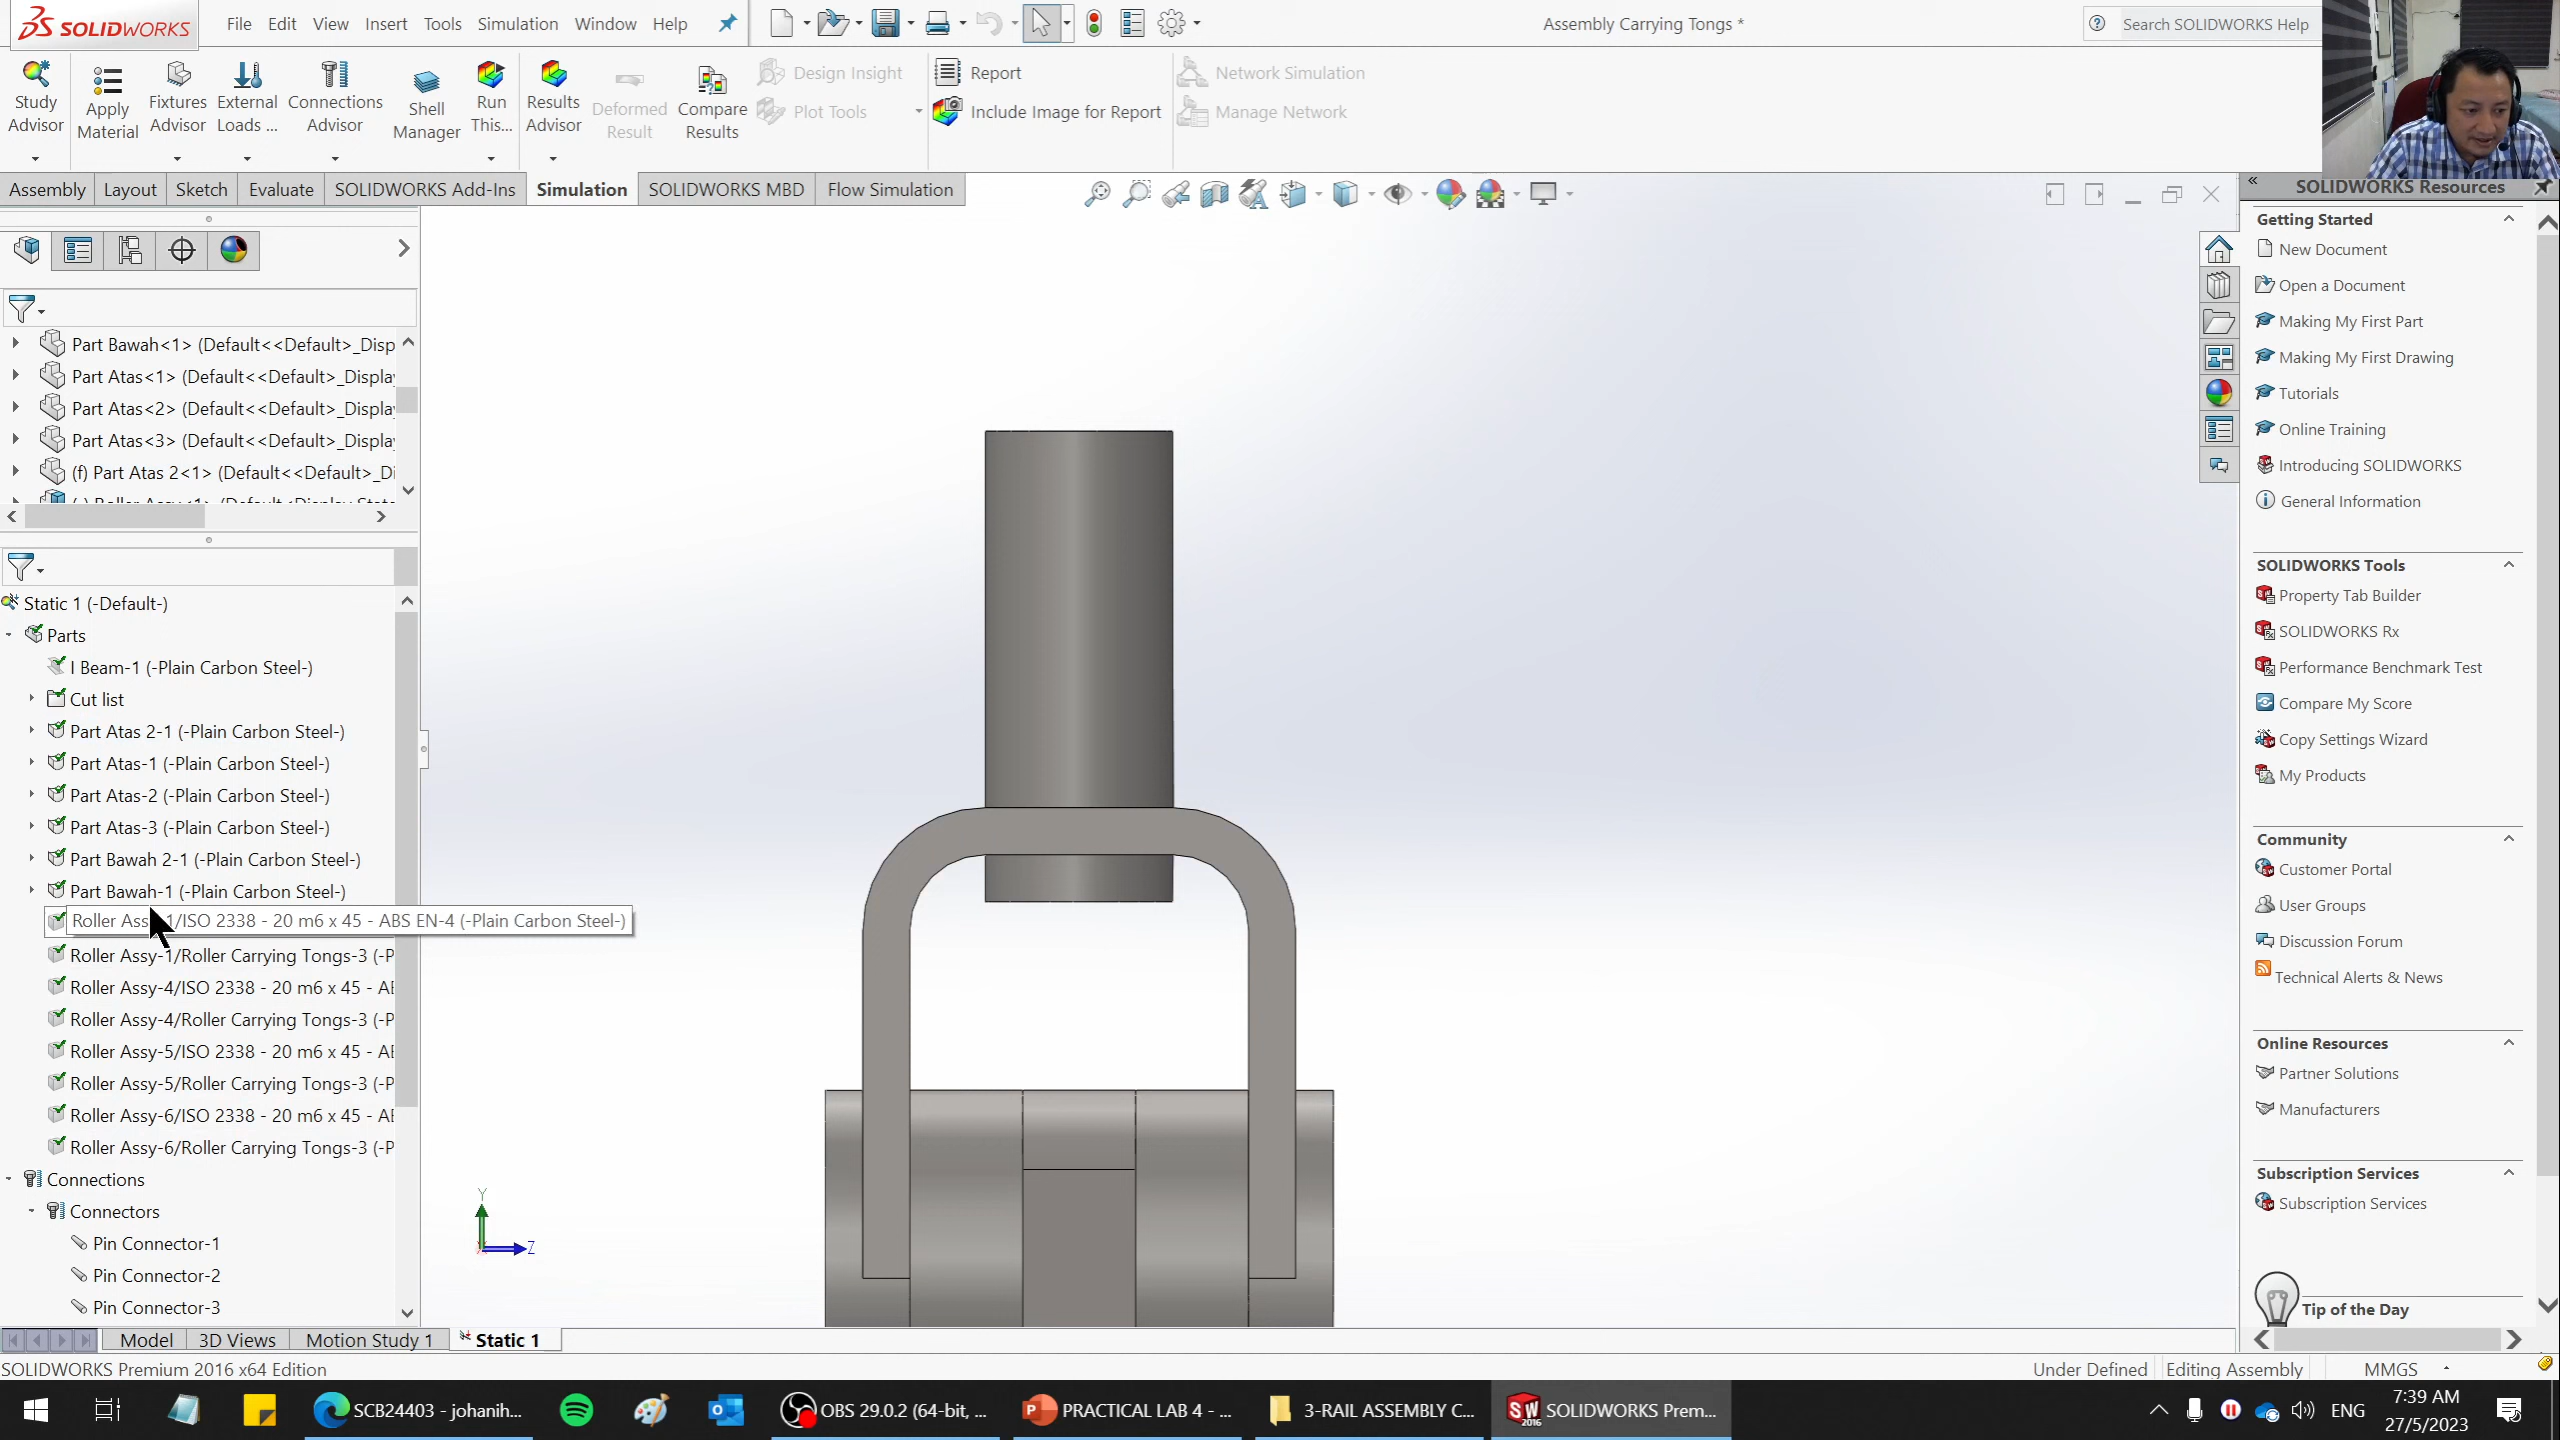 SOLIDWORKS
File Edit View Insert Tools Simulation Window Help
Assembly Carrying Tongs *
Search SOLIDWORKS Help
Study Advisor
Apply Material
Fixtures Advisor
External Loads ...
Connections Advisor
Shell Manager
Run This...
Results Advisor
Deformed Result
Compare Results
Design Insight
Plot Tools
Report
Include Image for Report
Network Simulation
Manage Network
Assembly Layout Sketch Evaluate SOLIDWORKS Add-Ins Simulation SOLIDWORKS MBD Flow Simulation
Part Bawah<1> (Default<<Default>_Disp
Part Atas<1> (Default<<Default>_Displa
Part Atas<2> (Default<<Default>_Displa
Part Atas<3> (Default<<Default>_Displa
(f) Part Atas 2<1> (Default<<Default>_Di
Static 1 (-Default-)
Parts
I Beam-1 (-Plain Carbon Steel-)
Cut list
Part Atas 2-1 (-Plain Carbon Steel-)
Part Atas-1 (-Plain Carbon Steel-)
Part Atas-2 (-Plain Carbon Steel-)
Part Atas-3 (-Plain Carbon Steel-)
Part Bawah 2-1 (-Plain Carbon Steel-)
Part Bawah-1 (-Plain Carbon Steel-)
Roller Assy-1/ISO 2338 - 20 m6 x 45 - ABS EN-4 (-Plain Carbon Steel-)
Roller Assy-1/Roller Carrying Tongs-3 (-P
Roller Assy-4/ISO 2338 - 20 m6 x 45 - AB
Roller Assy-4/Roller Carrying Tongs-3 (-P
Roller Assy-5/ISO 2338 - 20 m6 x 45 - AB
Roller Assy-5/Roller Carrying Tongs-3 (-P
Roller Assy-6/ISO 2338 - 20 m6 x 45 - AB
Roller Assy-6/Roller Carrying Tongs-3 (-P
Connections
Connectors
Pin Connector-1
Pin Connector-2
Pin Connector-3
Y
Z
SOLIDWORKS Resources
Getting Started
New Document
Open a Document
Making My First Part
Making My First Drawing
Tutorials
Online Training
Introducing SOLIDWORKS
General Information
SOLIDWORKS Tools
Property Tab Builder
SOLIDWORKS Rx
Performance Benchmark Test
Compare My Score
Copy Settings Wizard
My Products
Community
Customer Portal
User Groups
Discussion Forum
Technical Alerts & News
Online Resources
Partner Solutions
Manufacturers
Subscription Services
Subscription Services
Tip of the Day
Model 3D Views Motion Study 1 Static 1
SOLIDWORKS Premium 2016 x64 Edition
Under Defined Editing Assembly MMGS
SCB24403 - johanih...
OBS 29.0.2 (64-bit, ...
PRACTICAL LAB 4 - ...
3-RAIL ASSEMBLY C...
SOLIDWORKS Prem...
ENG
7:39 AM
27/5/2023